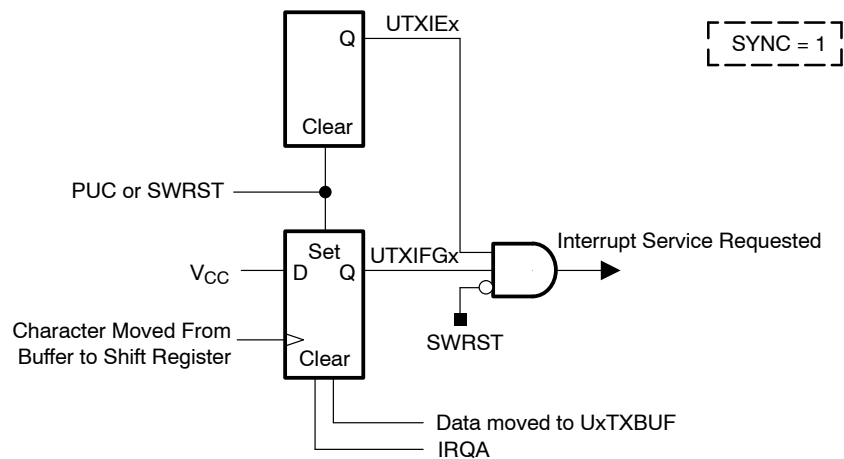 UTXIEx
SYNC = 1
Q
Clear
PUC or SWRST
Set
UTXIFGx
Interrupt Service Requested
VCC
D
Q
Character Moved From
Buffer to Shift Register
SWRST
Clear
Data moved to UxTXBUF
IRQA